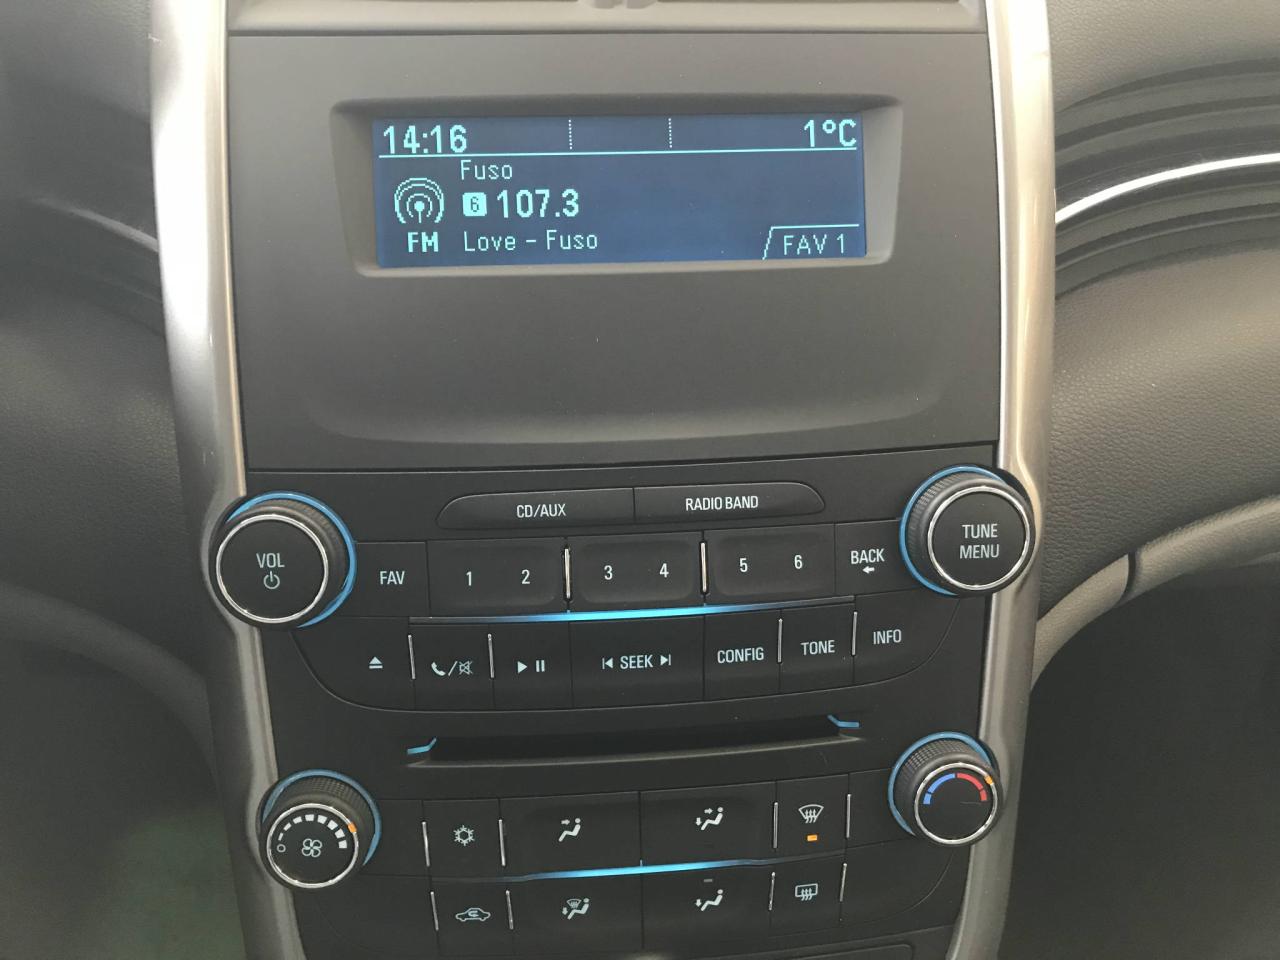 14:16 1°C
Fuso
6 107.3
FM Love - Fuso FAV 1
CD/AUX RADIO BAND
VOL
TUNE
MENU
FAV 1 2 3 4 5 6 BACK
SEEK CONFIG TONE INFO